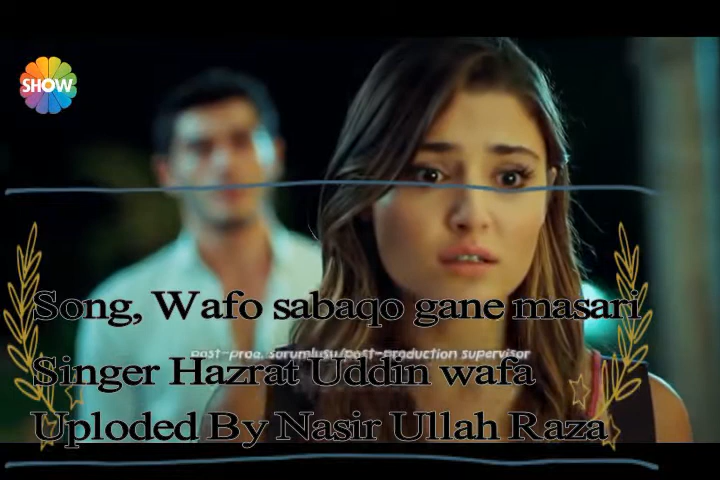 SHOW
Song, Wafo sabaqo gane masari
post-prod. sorumlusu/post-production supervisor
Singer Hazrat Uddin wafa
Uploded By Nasir Ullah Raza